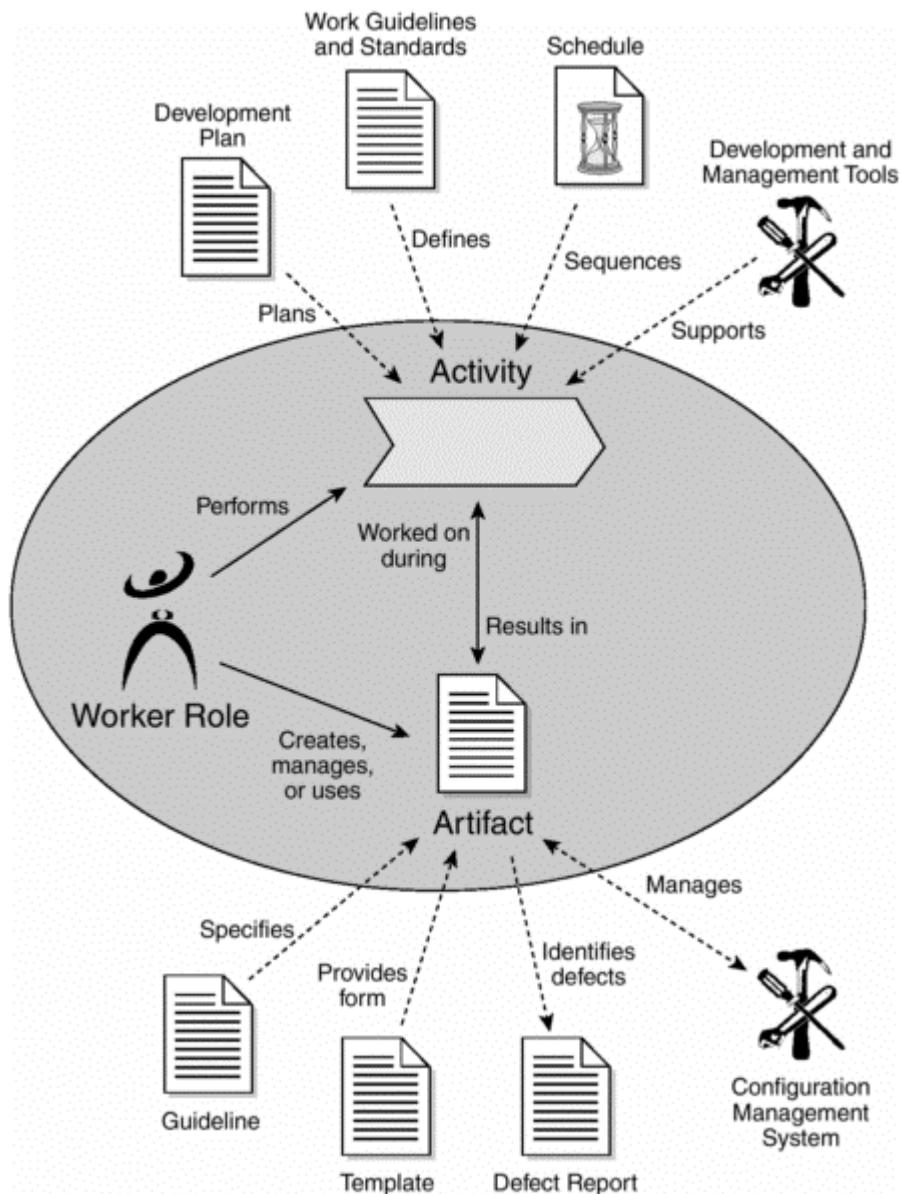 Work Guidelines
and Standards
Schedule
Development
Plan
Development and
Management Tools
Defines
Sequences
Plans
Supports
Activity
Performs
Worked on
during
Results in
Worker Role
Creates,
manages,
or uses
Artifact
Manages
Specifies
Identifies
defects
Provides
form
Guideline
Configuration
Management
System
Template
Defect Report